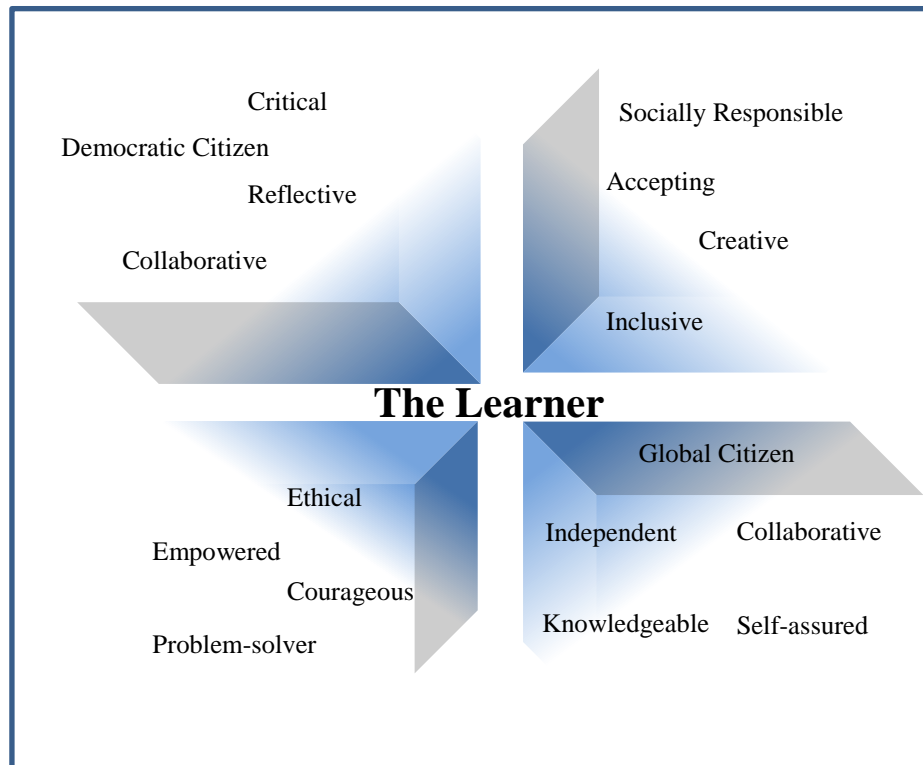 Critical
Democratic Citizen
Reflective
Collaborative
Socially Responsible
Accepting
Creative
Inclusive
The Learner
Ethical
Empowered
Courageous
Problem-solver
Global Citizen
Independent
Collaborative
Knowledgeable
Self-assured